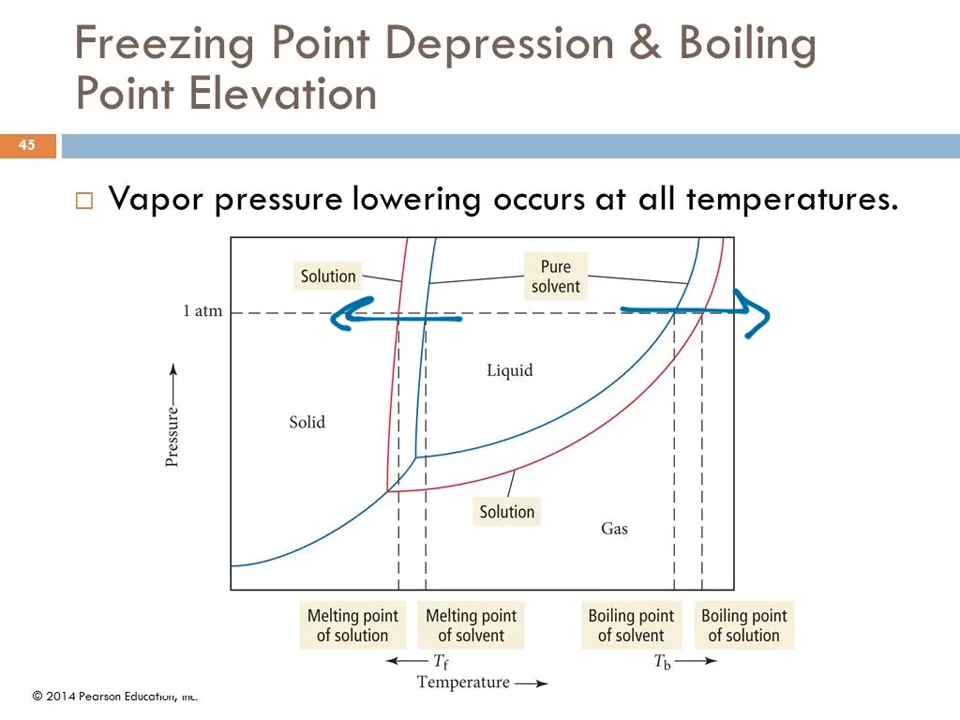 Freezing Point Depression & Boiling
Point Elevation
45
Vapor pressure lowering occurs at all temperatures.
Solution
Pure
solvent
1 atm
Liquid
Solid
Pressure
Solution
Gas
Melting point
of solution
Melting point
of solvent
Boiling point
of solvent
Boiling point
of solution
Tf
Tb
Temperature
© 2014 Pearson Education, Inc.